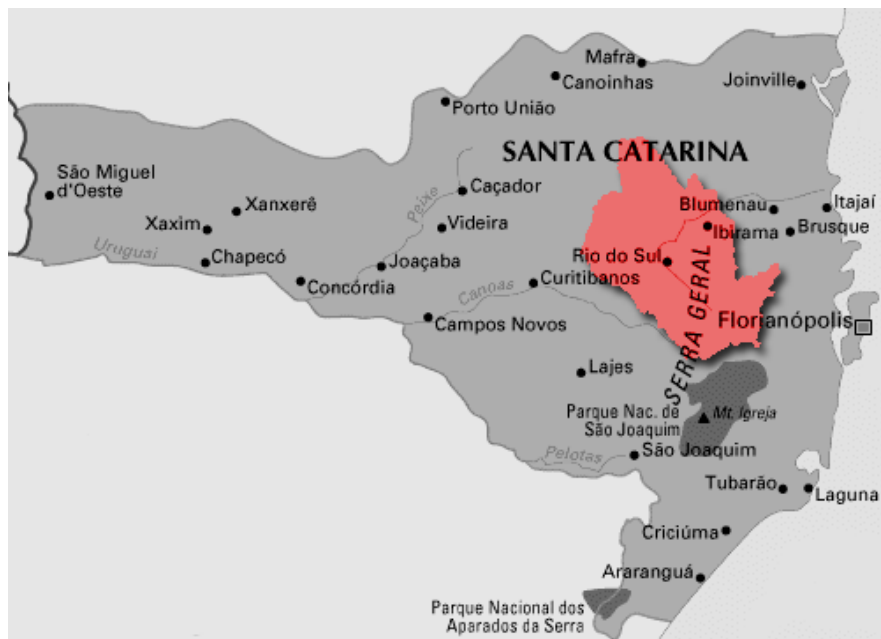 Mafra
Canoinhas
Joinville
Porto União
SANTA CATARINA
São Miguel
d'Oeste
Caçador
Peixe
Xanxerê
Blumenau
Itajaí
Xaxim
Videira
Ibirama
Brusque
Urugusi
Chapecó
Joaçaba
Rio do Sul
Concórdia
Canoas
Curitibanos
SERRA GERAL
Campos Novos
Florianópolis
Lajes
Parque Nac. de
São Joaquim
Mt. Igreja
Pelotas
São Joaquim
Tubarão
Laguna
Criciúma
Araranguá
Parque Nacional dos
Aparados da Serra